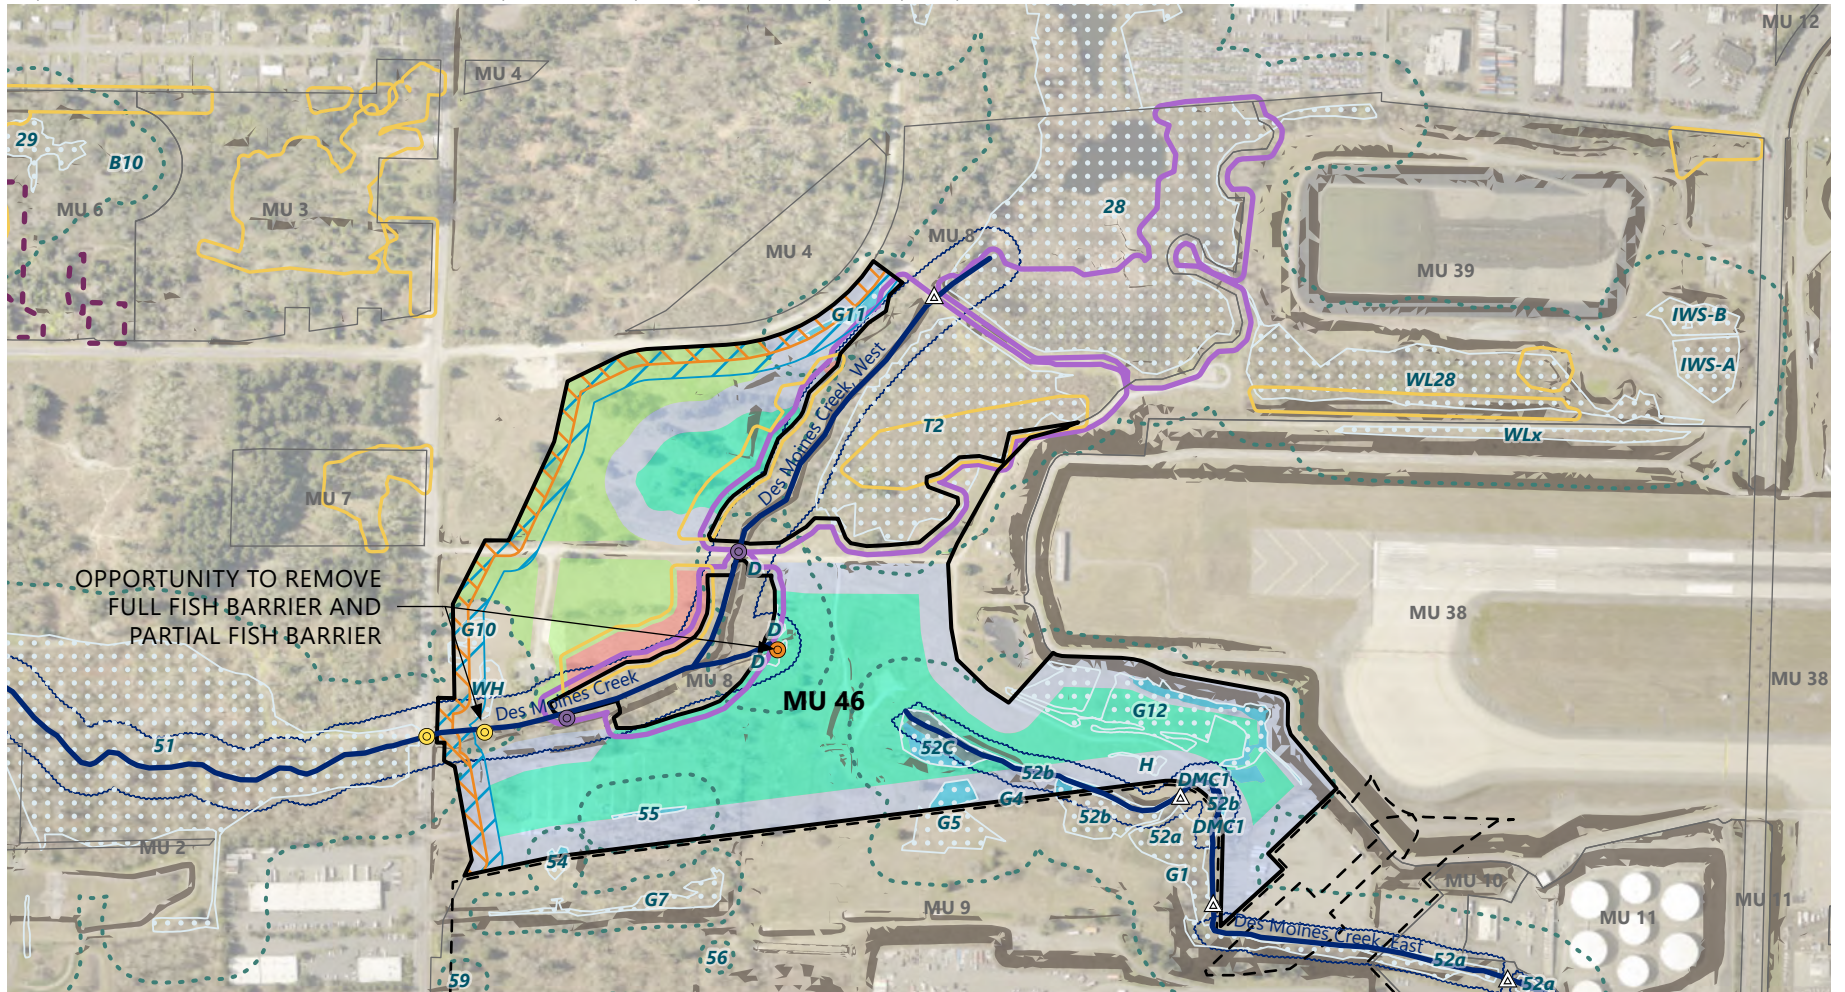 MU 12
MU 4
29
B10
MU 6
MU 3
28
MU 8
MU 4
MU 39
G11
IWS-B
IWS-A
WL28
Des Moines Creek, West
T2
WLx
MU 7
OPPORTUNITY TO REMOVE
FULL FISH BARRIER AND
PARTIAL FISH BARRIER
D
MU 38
G10
D
D
MU 8
MU 38
WH
Des Moines Creek
MU 46
G12
51
52C
H
52b
DMC1
G4
52b
55
G5
52b
DMC1
52a
MU 2
54
G1
MU 10
G7
MU 9
MU 11
MU 11
Des Moines Creek, East
56
52a
59
52a